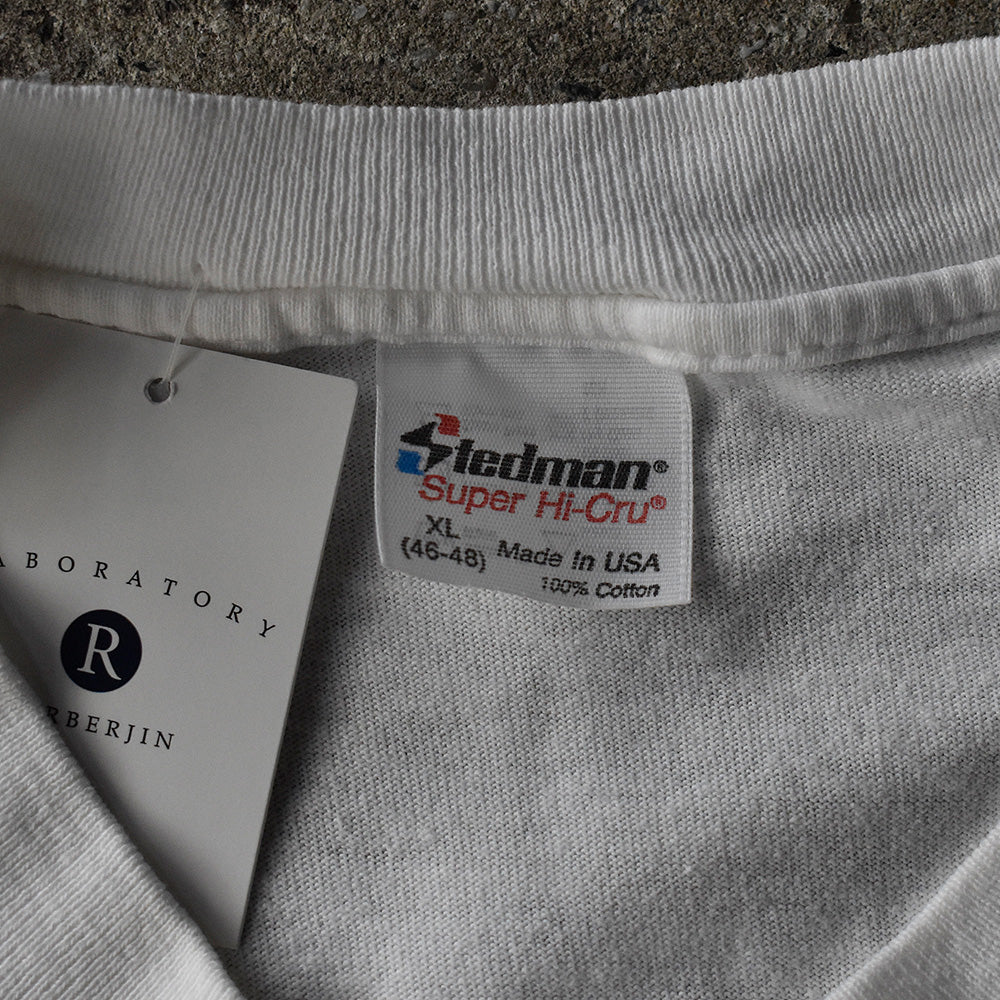 ABORATORY
R
RBERJIN
Stedman®
Super Hi-Cru®
XL
(46-48)
Made In USA
100% Cotton